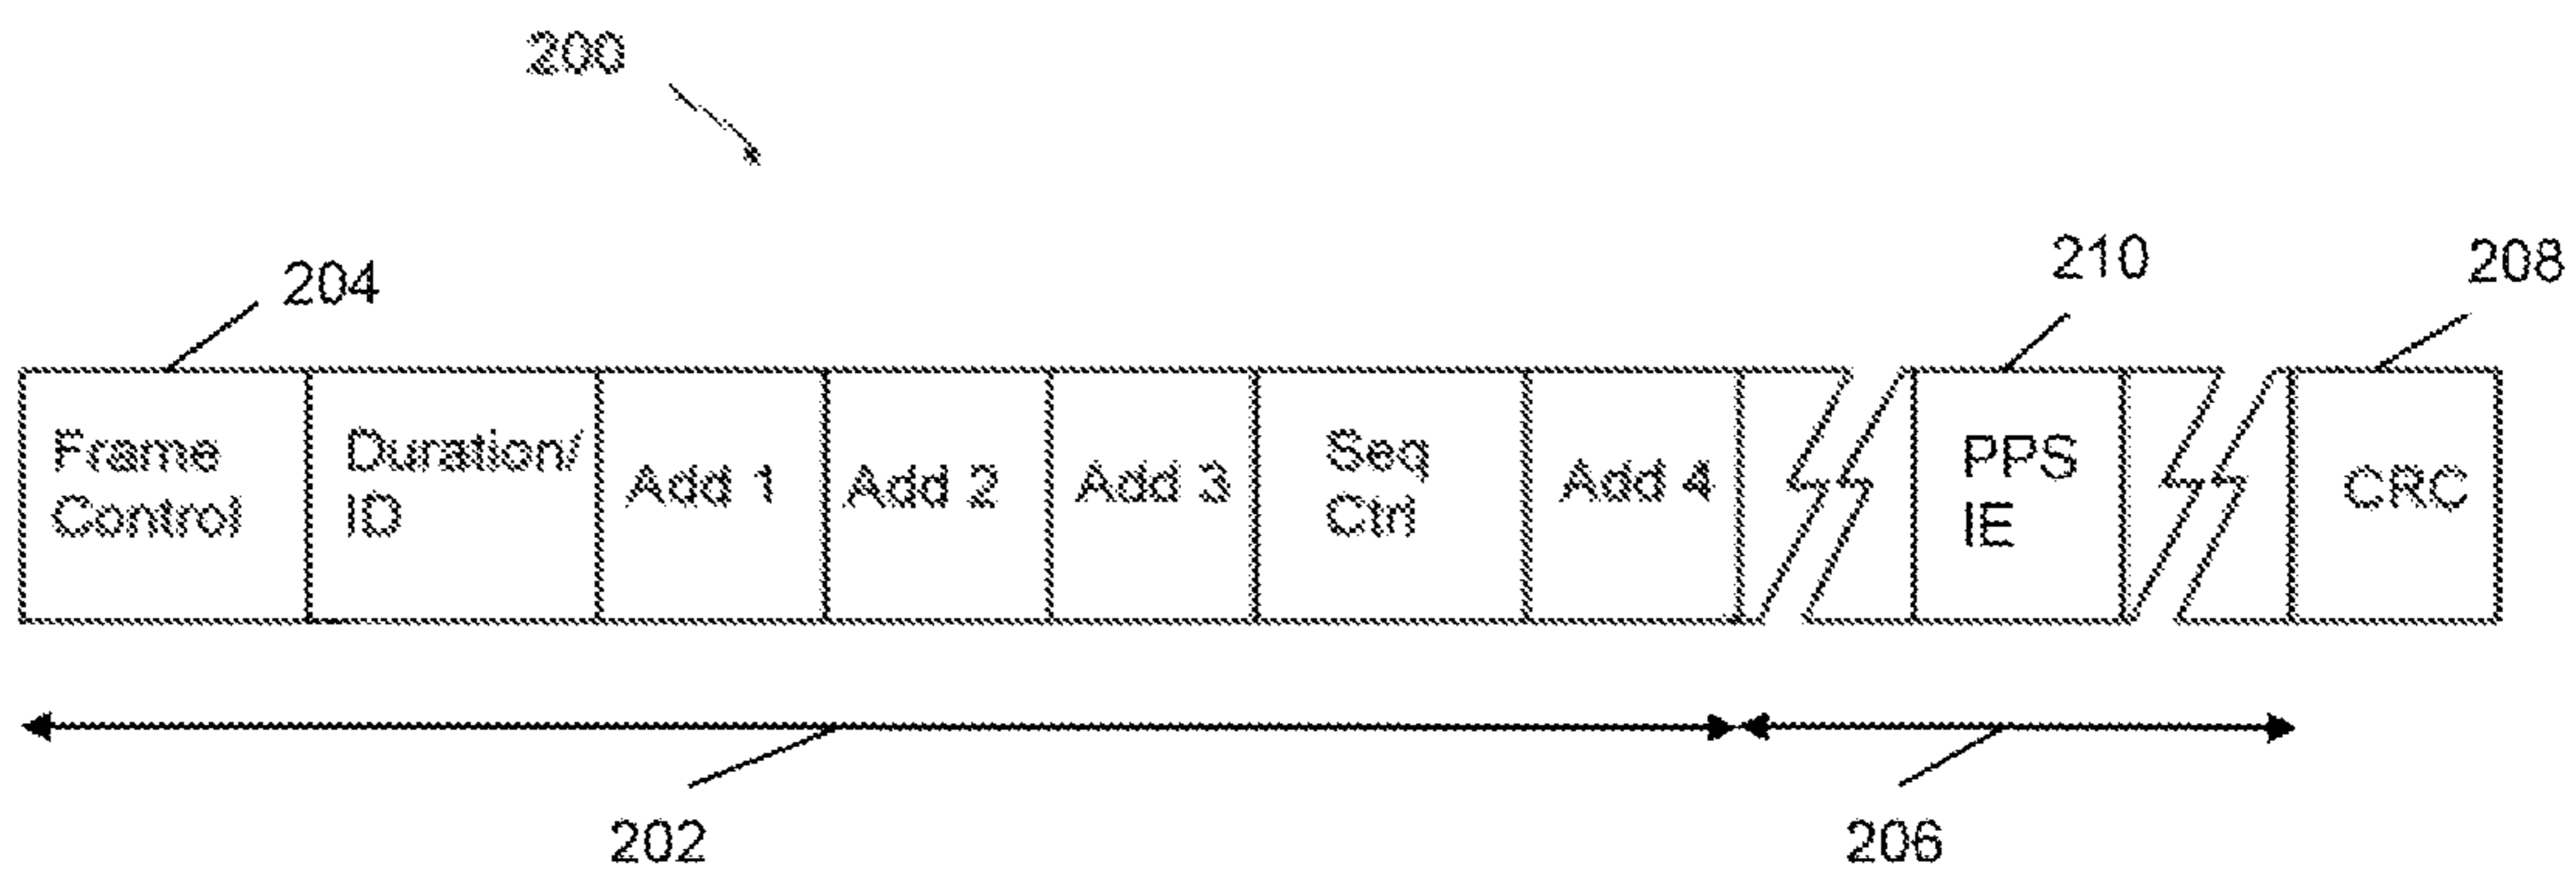 200
204
210
208
Frame
Control
Duration/
ID
Add 1
Add 2
Add 3
Seq
Ctrl
Add 4
PPS
IE
CRC
202
206